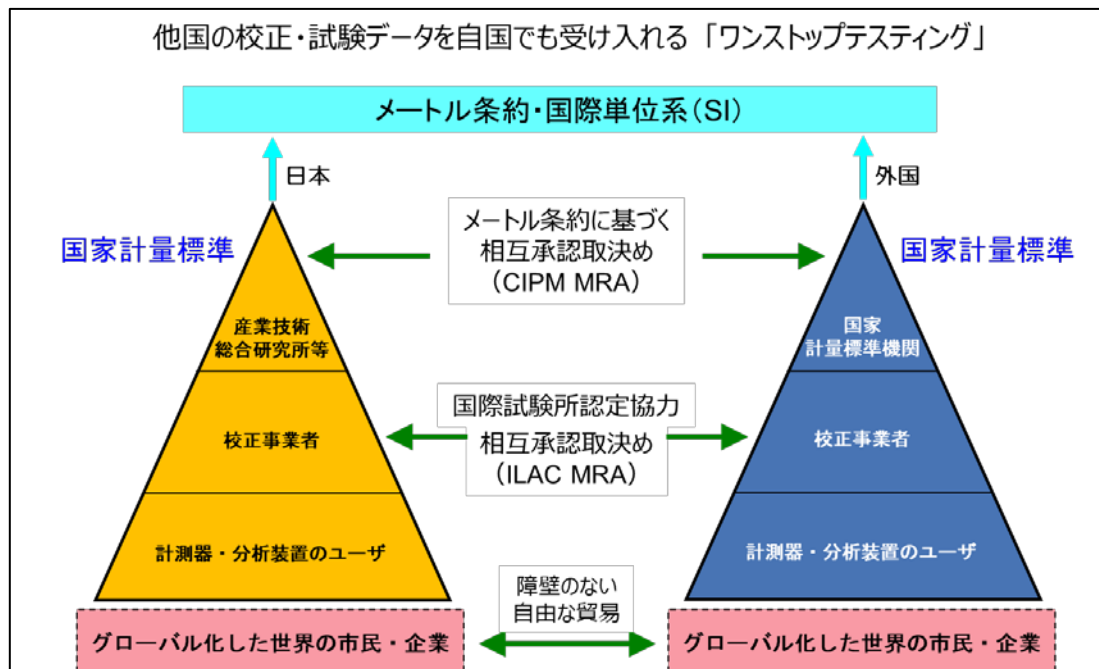 他国の校正・試験データを自国でも受け入れる「ワンストップテスティング」
メートル条約・国際単位系(SI)
日本
外国
国家計量標準
メートル条約に基づく
相互承認取決め
(CIPM MRA)
国家計量標準
産業技術
総合研究所等
国家
計量標準機関
国際試験所認定協力
相互承認取決め
(ILAC MRA)
校正事業者
校正事業者
計測器・分析装置のユーザ
計測器・分析装置のユーザ
障壁のない
自由な貿易
グローバル化した世界の市民・企業
グローバル化した世界の市民・企業